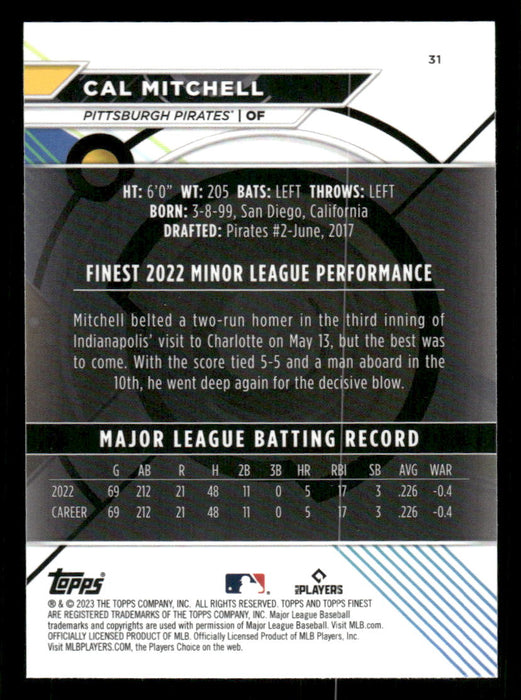 31
CAL MITCHELL
PITTSBURGH PIRATES® | OF
HT: 6'0" WT: 205 BATS: LEFT THROWS: LEFT
BORN: 3-8-99, San Diego, California
DRAFTED: Pirates #2-June, 2017
FINEST 2022 MINOR LEAGUE PERFORMANCE
Mitchell belted a two-run homer in the third inning of
Indianapolis' visit to Charlotte on May 13, but the best was
to come. With the score tied 5-5 and a man aboard in the
10th, he went deep again for the decisive blow.
MAJOR LEAGUE BATTING RECORD
G AB R H 2B 3B HR RBI SB AVG WAR
2022 69 212 21 48 11 0 5 17 3 .226 -0.4
CAREER 69 212 21 48 11 0 5 17 3 .226 -0.4
topps
PLAYERS
® & © 2023 THE TOPPS COMPANY, INC. ALL RIGHTS RESERVED. TOPPS AND TOPPS FINEST
ARE REGISTERED TRADEMARKS OF THE TOPPS COMPANY, INC. Major League Baseball
trademarks and copyrights are used with permission of Major League Baseball. Visit MLB.com.
OFFICIALLY LICENSED PRODUCT OF MLB. Officially Licensed Product of MLB Players, Inc.
Visit MLBPLAYERS.COM, the Players Choice on the web.